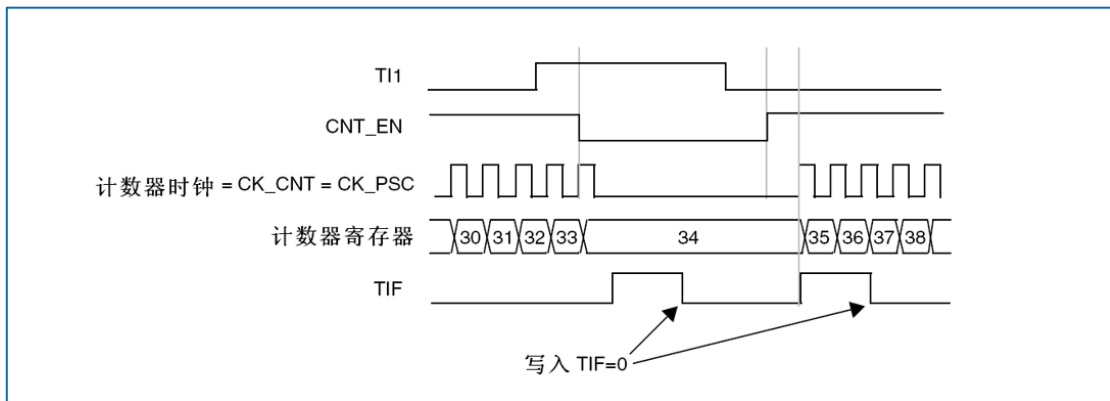 TI1
CNT_EN
计数器时钟 = CK_CNT = CK_PSC
计数器寄存器 30 31 32 33 34 35 36 37 38
TIF
写入 TIF=0